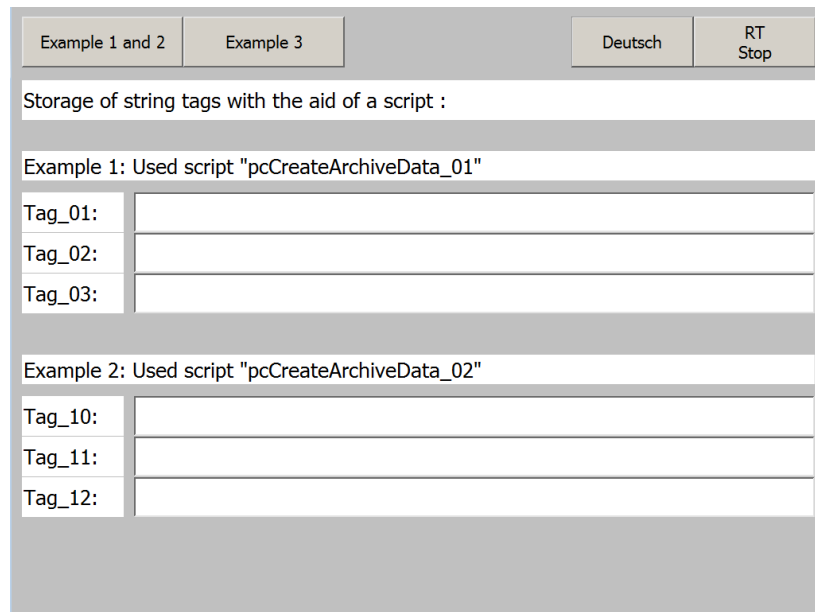 Example 1 and 2
Example 3
Deutsch
RT
Stop
Storage of string tags with the aid of a script :
Example 1: Used script "pcCreateArchiveData_01"
Tag_01:
Tag_02:
Tag_03:
Example 2: Used script "pcCreateArchiveData_02"
Tag_10:
Tag_11:
Tag_12: